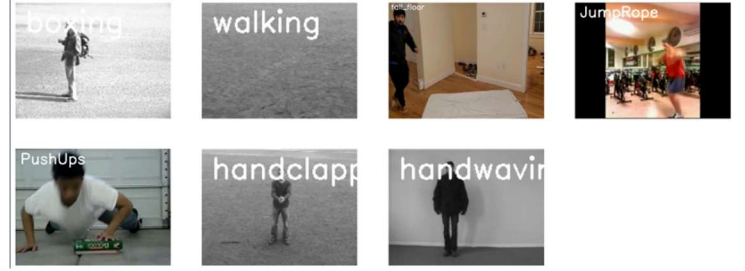 boxing
walking
fall_floor
JumpRope
PushUps
handclapp
handwavin